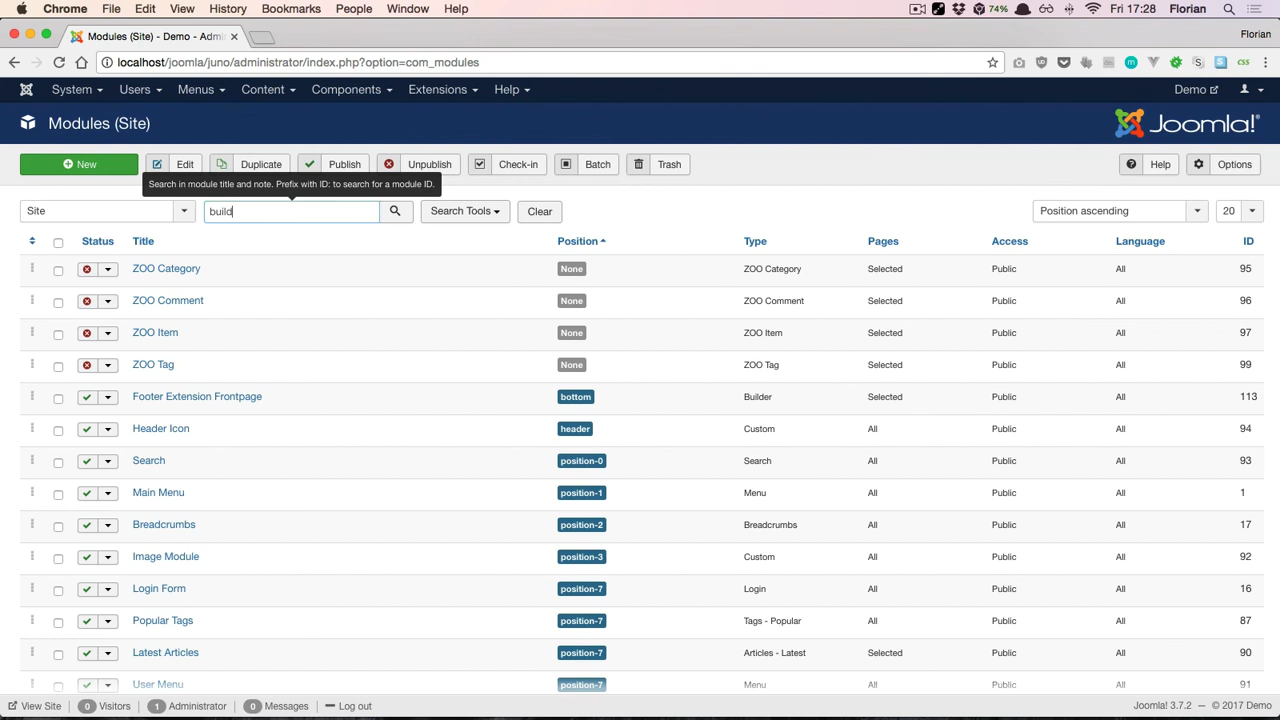 Chrome File Edit View History Bookmarks People Window Help 74% Fri 17:28 Florian
Modules (Site) - Demo - Admi Florian
localhost/joomla/juno/administrator/index.php?option=com_modules
System Users Menus Content Components Extensions Help Demo
Modules (Site) Joomla!
New Edit Duplicate Publish Unpublish Check-in Batch Trash Help Options
Search in module title and note. Prefix with ID: to search for a module ID.
Site build Search Tools Clear Position ascending 20
Status Title Position Type Pages Access Language ID
ZOO Category None ZOO Category Selected Public All 95
ZOO Comment None ZOO Comment Selected Public All 96
ZOO Item None ZOO Item Selected Public All 97
ZOO Tag None ZOO Tag Selected Public All 99
Footer Extension Frontpage bottom Builder Selected Public All 113
Header Icon header Custom All Public All 94
Search position-0 Search All Public All 93
Main Menu position-1 Menu All Public All 1
Breadcrumbs position-2 Breadcrumbs All Public All 17
Image Module position-3 Custom All Public All 92
Login Form position-7 Login All Public All 16
Popular Tags position-7 Tags - Popular All Public All 87
Latest Articles position-7 Articles - Latest Selected Public All 90
User Menu position-7 Menu All Public All 91
View Site 0 Visitors 1 Administrator 0 Messages Log out Joomla! 3.7.2 — © 2017 Demo